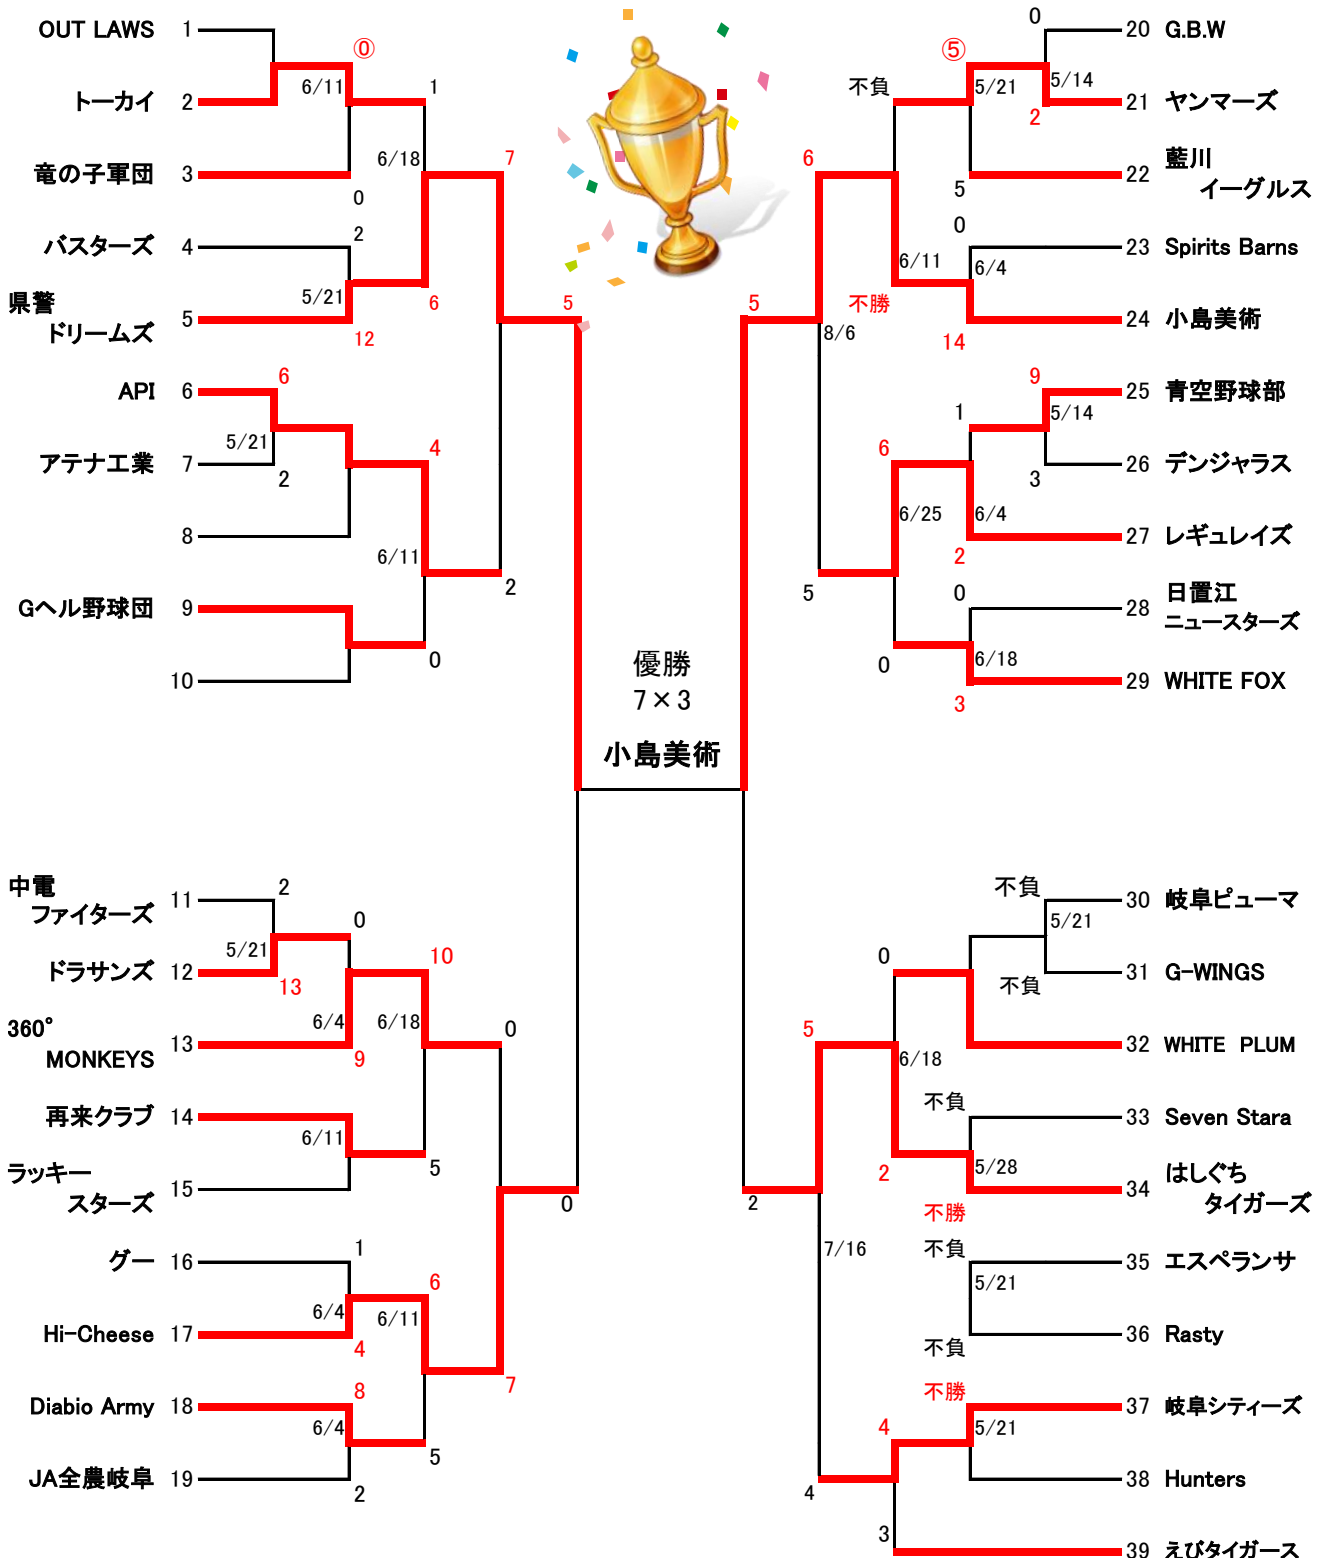 OUT LAWS 1
⓪
6/11
1
トーカイ 2
竜の子軍団 3
0
6/18
7
バスターズ 4
2
5/21
県警
ドリームズ 5
12
6
5
API 6
6
5/21
アテナ工業 7
2
4
8
6/11
2
Gヘル野球団 9
0
10
0
20 G.B.W
⑤
5/14
不負
5/21
21 ヤンマーズ
2
6
藍川
22 イーグルス
5
0
23 Spirits Barns
6/11
6/4
5
不勝
24 小島美術
14
8/6
9
25 青空野球部
1
5/14
26 デンジャラス
3
6
6/25
6/4
27 レギュレイズ
2
5
0
日置江
28 ニュースターズ
6/18
0
29 WHITE FOX
3
優勝
7×3
小島美術
中電
ファイターズ 11
2
0
5/21
ドラサンズ 12
13
10
360°
MONKEYS 13
6/4
6/18
9
0
再来クラブ 14
6/11
5
ラッキー
スターズ 15
0
グー 16
1
6
6/4
6/11
Hi-Cheese 17
4
7
Diabio Army 18
8
6/4
5
JA全農岐阜 19
2
不負
30 岐阜ピューマ
5/21
0
31 G-WINGS
不負
5
32 WHITE PLUM
6/18
不負
33 Seven Stara
5/28
2
はしぐち
34 タイガーズ
2
不勝
7/16
不負
35 エスペランサ
5/21
36 Rasty
不負
不勝
37 岐阜シティーズ
4
5/21
38 Hunters
4
3
39 えびタイガース